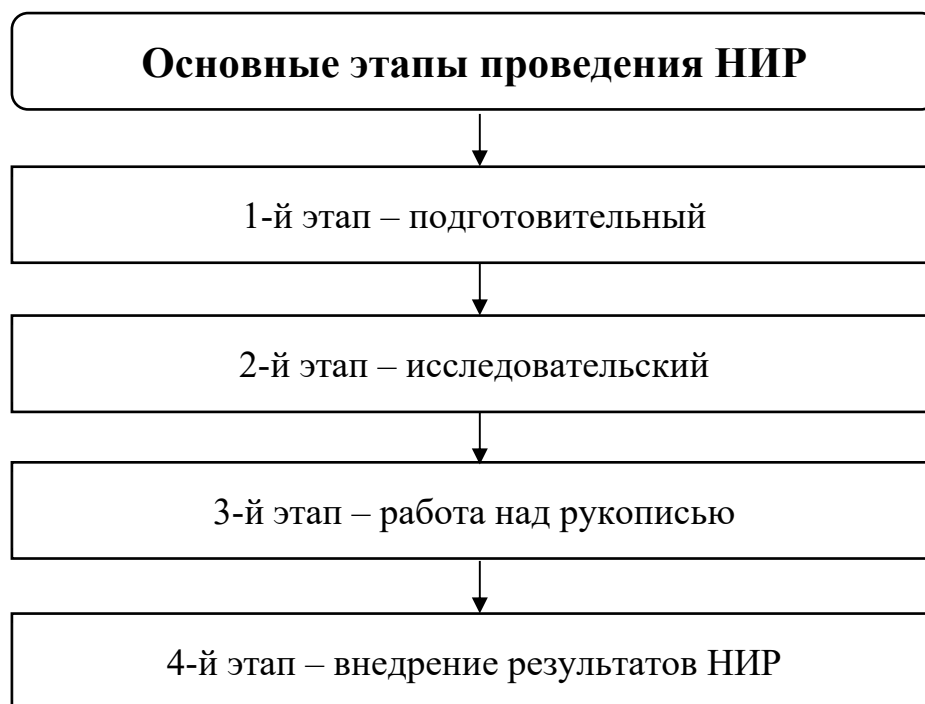 Основные этапы проведения НИР
1-й этап – подготовительный
2-й этап – исследовательский
3-й этап – работа над рукописью
4-й этап – внедрение результатов НИР